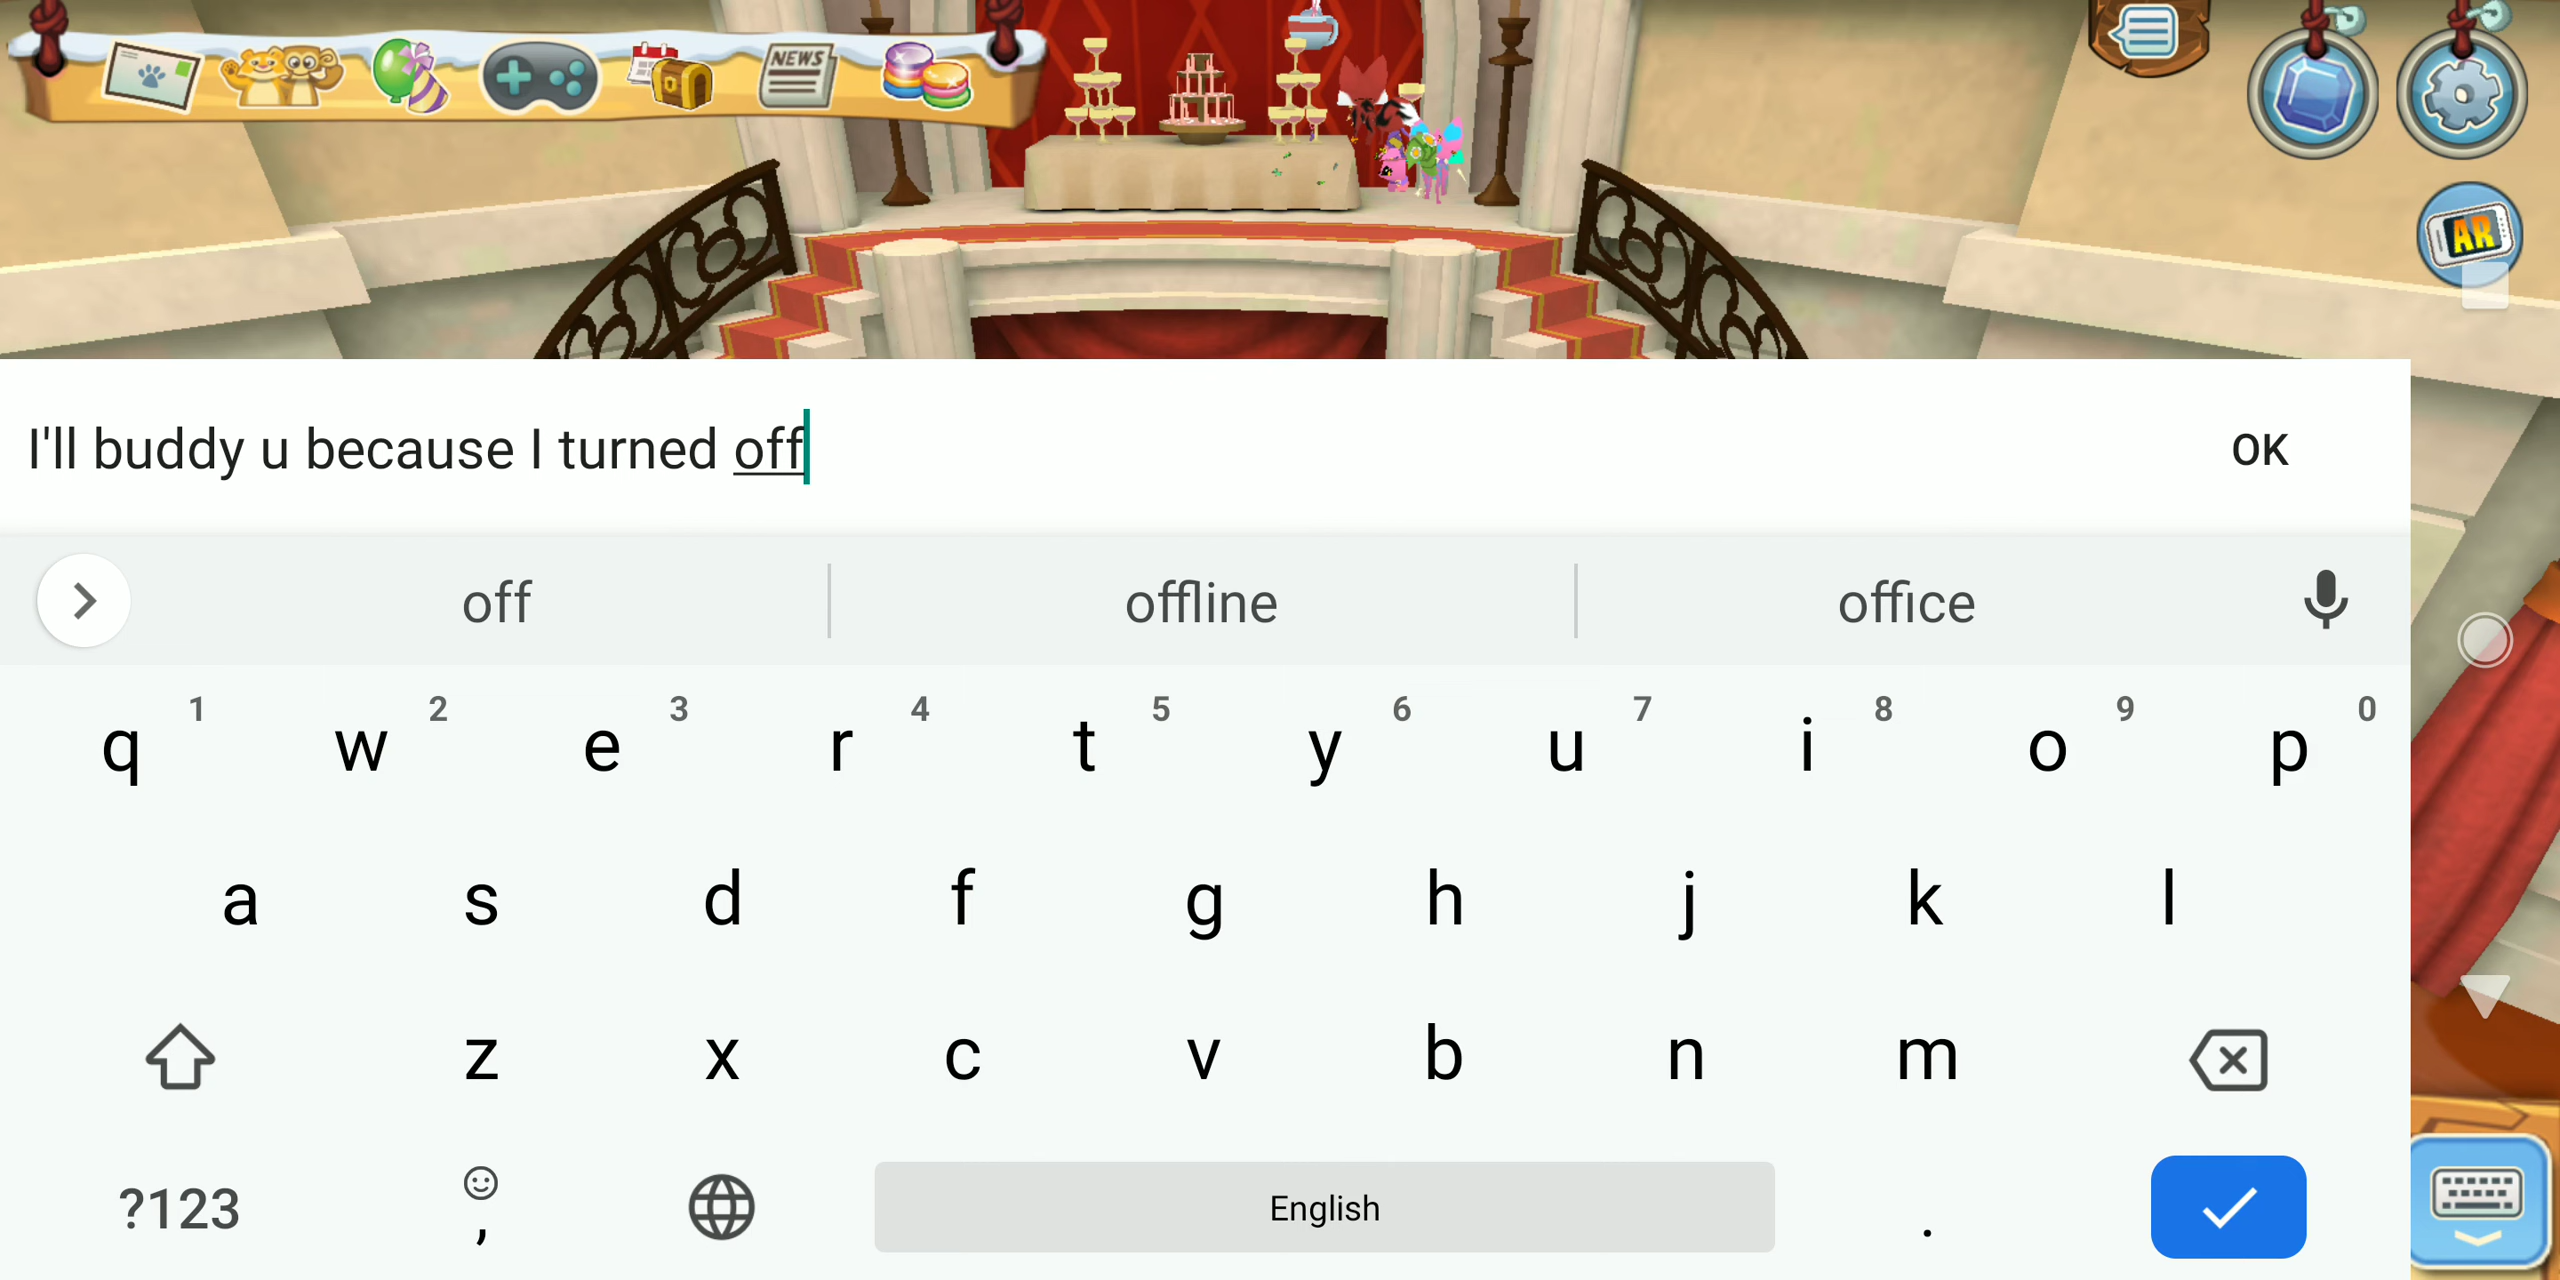 NEWS
AR
I'll buddy u because I turned off
OK
off offline office
1 2 3 4 5 6 7 8 9 0
q w e r t y u i o p
a s d f g h j k l
z x c v b n m
?123 , English .